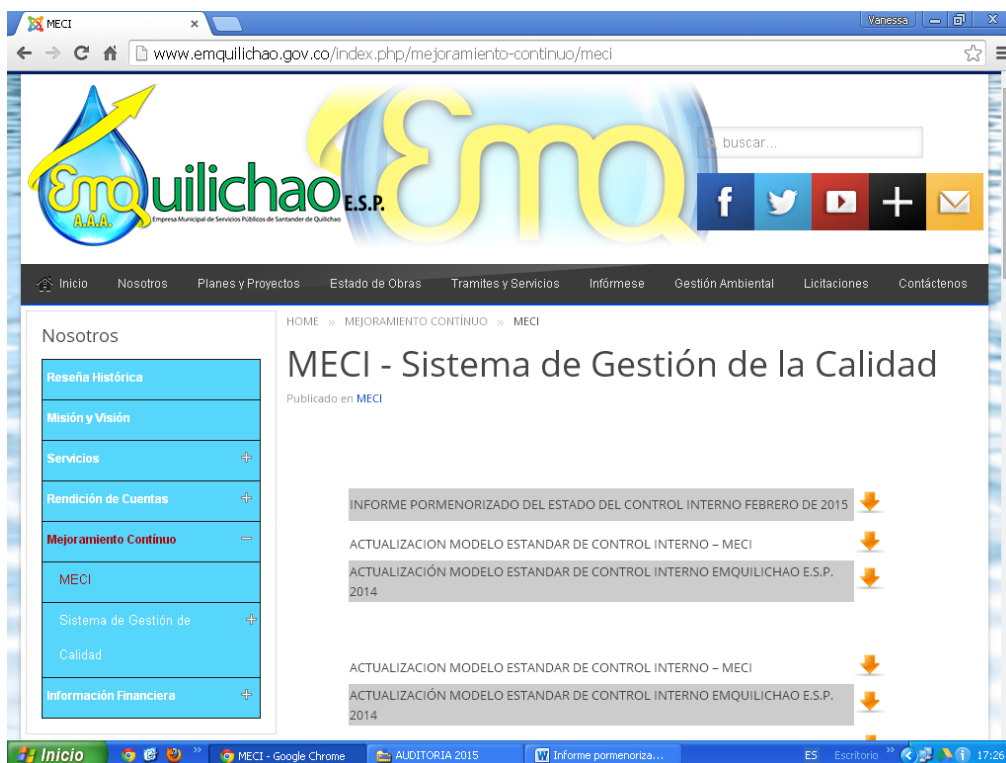 MECI
Vanessa
www.emquilichao.gov.co/index.php/mejoramiento-continuo/meci
Emquilichao E.S.P.
A.A.A.
Empresa Municipal de Servicios Públicos de Santander de Quilichao
Emq
buscar...
Inicio
Nosotros
Planes y Proyectos
Estado de Obras
Tramites y Servicios
Infórmese
Gestión Ambiental
Licitaciones
Contáctenos
Nosotros
Reseña Histórica
Misión y Visión
Servicios
Rendición de Cuentas
Mejoramiento Contínuo
MECI
Sistema de Gestión de
Calidad
Información Financiera
HOME » MEJORAMIENTO CONTÍNUO » MECI
MECI - Sistema de Gestión de la Calidad
Publicado en MECI
INFORME PORMENORIZADO DEL ESTADO DEL CONTROL INTERNO FEBRERO DE 2015
ACTUALIZACION MODELO ESTANDAR DE CONTROL INTERNO – MECI
ACTUALIZACIÓN MODELO ESTANDAR DE CONTROL INTERNO EMQUILICHAO E.S.P.
2014
ACTUALIZACION MODELO ESTANDAR DE CONTROL INTERNO – MECI
ACTUALIZACIÓN MODELO ESTANDAR DE CONTROL INTERNO EMQUILICHAO E.S.P.
2014
Inicio
MECI - Google Chrome
AUDITORIA 2015
Informe pormenoriza...
ES
Escritorio
17:26